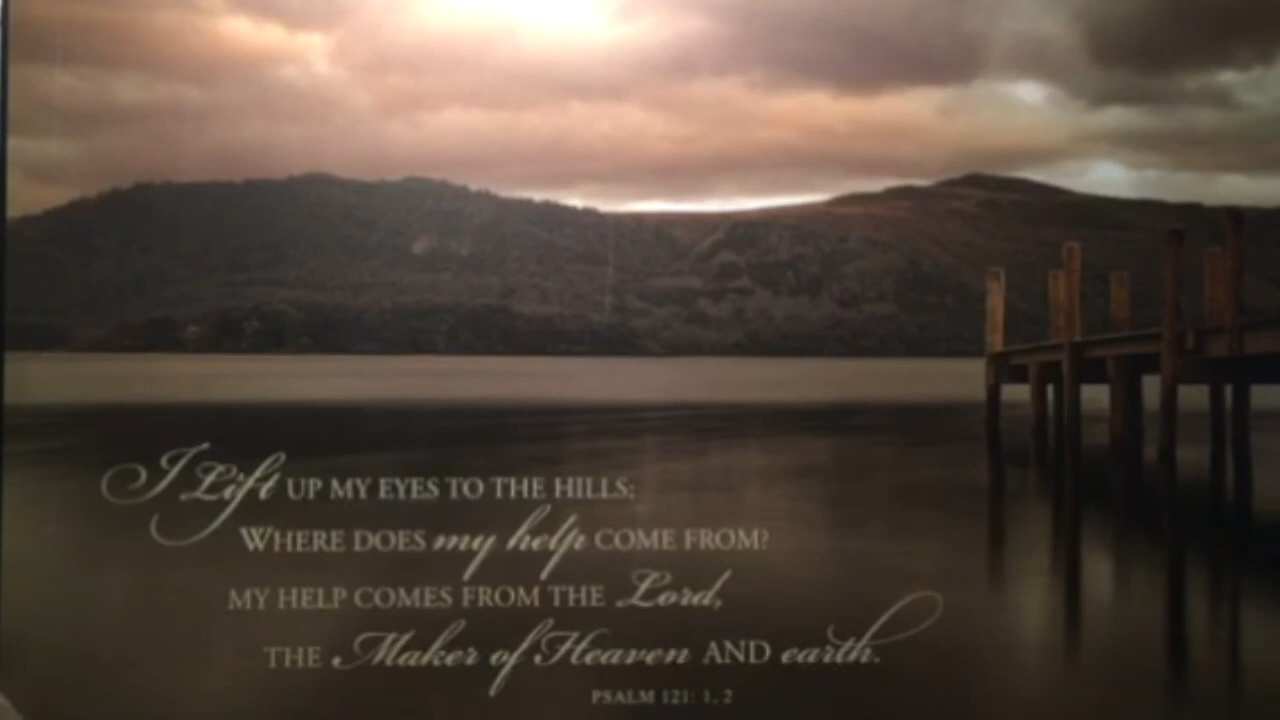 I Lift UP MY EYES TO THE HILLS;
WHERE DOES my help COME FROM?
MY HELP COMES FROM THE Lord,
THE Maker of Heaven AND earth.
PSALM 121: 1, 2